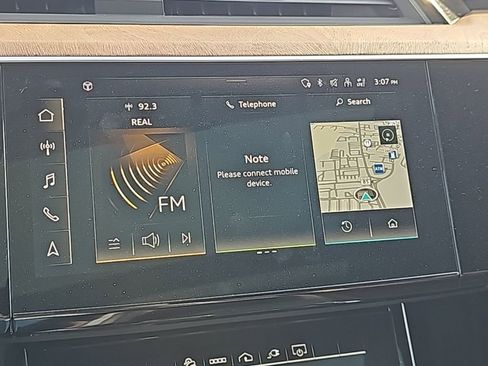 3:07 PM
92.3
REAL
FM
Telephone
Note
Please connect mobile
device.
Search